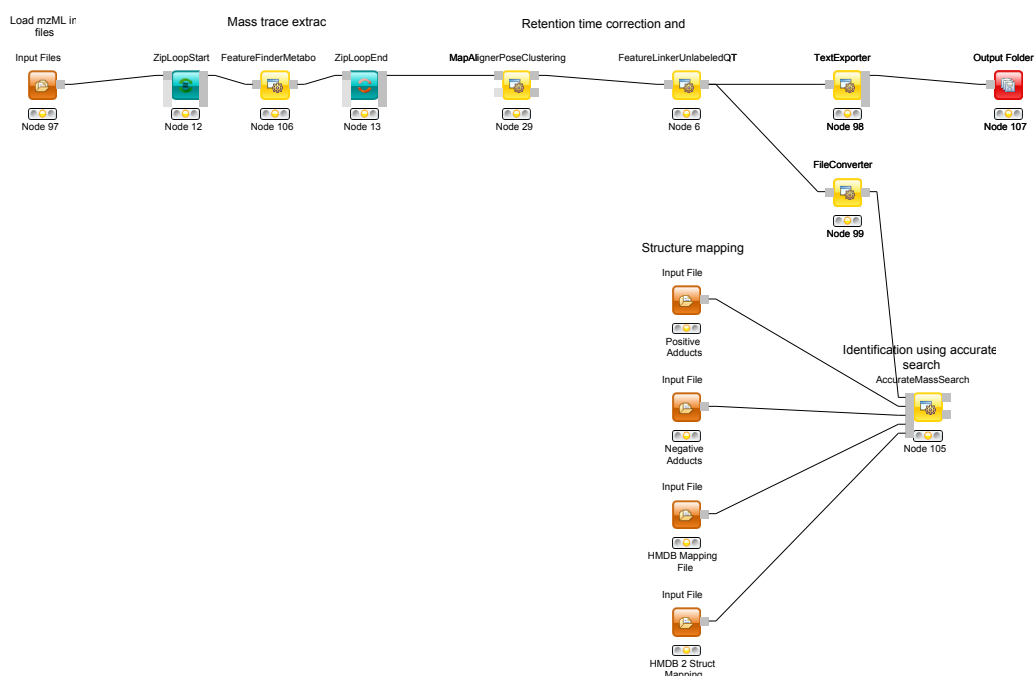 Load mzML in
files
Mass trace extrac
Retention time correction and
Input Files
ZipLoopStart
FeatureFinderMetabo
ZipLoopEnd
MapAlignerPoseClustering
FeatureLinkerUnlabeledQT
TextExporter
Output Folder
Node 97
Node 12
Node 106
Node 13
Node 29
Node 6
Node 98
Node 107
FileConverter
Node 99
Structure mapping
Input File
Positive
Adducts
Identification using accurate
search
AccurateMassSearch
Node 105
Input File
Negative
Adducts
Input File
HMDB Mapping
File
Input File
HMDB 2 Struct
Mapping